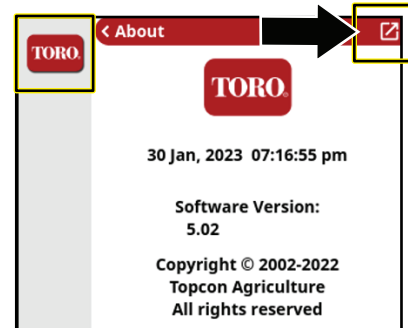 TORO.
About
TORO.
30 Jan, 2023 07:16:55 pm
Software Version:
5.02
Copyright © 2002-2022
Topcon Agriculture
All rights reserved